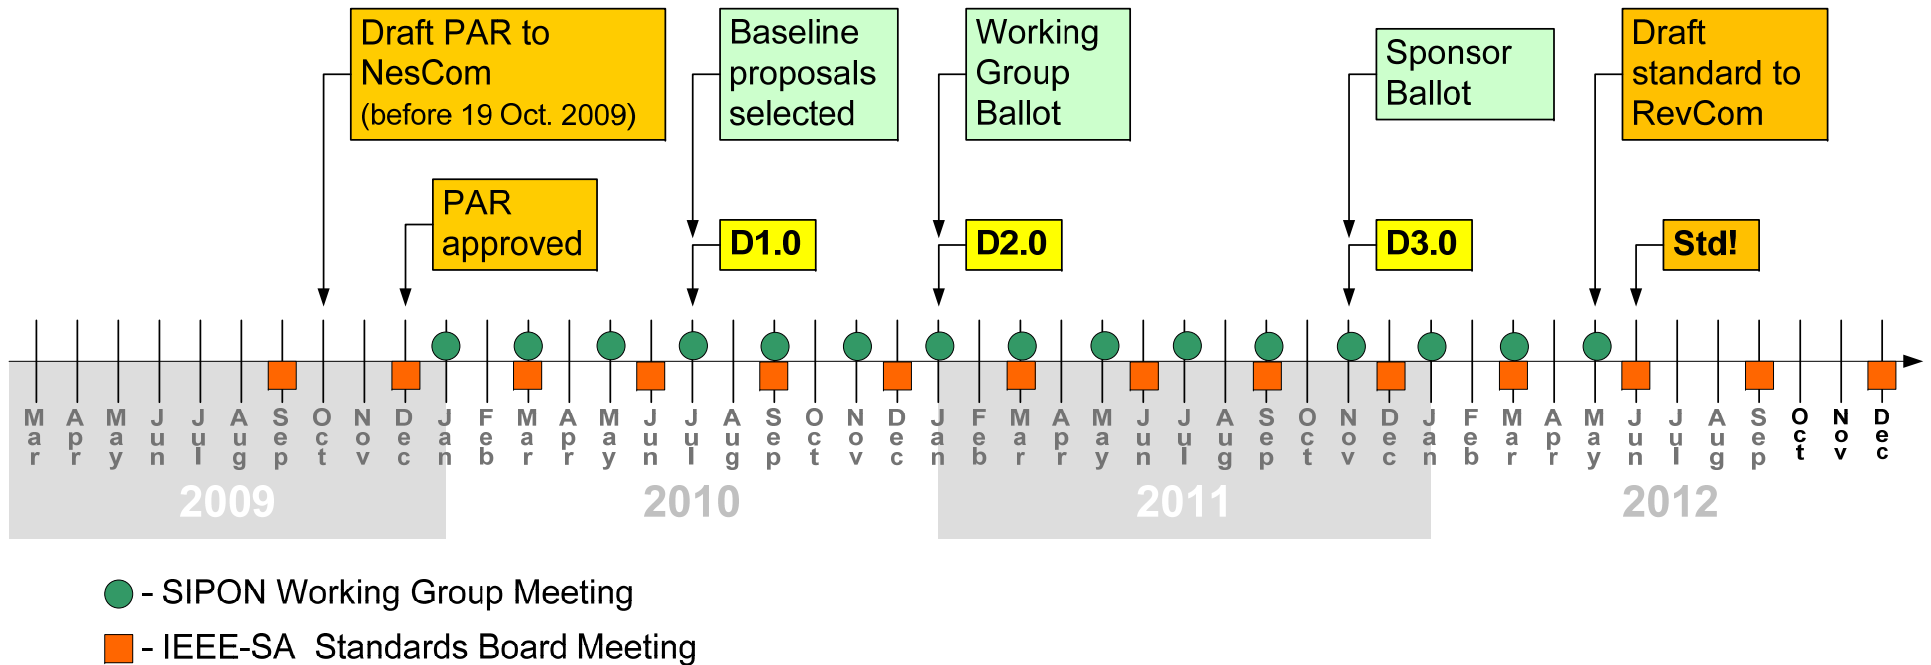 Draft PAR to
NesCom
(before 19 Oct. 2009)
Baseline
proposals
selected
Working
Group
Ballot
Sponsor
Ballot
Draft
standard to
RevCom
PAR
approved
D1.0
D2.0
D3.0
Std!
Mar Apr May Jun Jul Aug Sep Oct Nov Dec Jan Feb Mar Apr May Jun Jul Aug Sep Oct Nov Dec Jan Feb Mar Apr May Jun Jul Aug Sep Oct Nov Dec Jan Feb Mar Apr May Jun Jul Aug Sep Oct Nov Dec
2009 2010 2011 2012
- SIPON Working Group Meeting
- IEEE-SA Standards Board Meeting